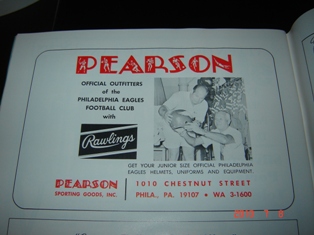 PEARSON
OFFICIAL OUTFITTERS
of the
PHILADELPHIA EAGLES
FOOTBALL CLUB
with
Rawlings
GET YOUR JUNIOR SIZE OFFICIAL PHILADELPHIA
EAGLES HELMETS, UNIFORMS AND EQUIPMENT.
PEARSON
SPORTING GOODS, INC.
1010 CHESTNUT STREET
PHILA., PA. 19107 • WA 3-1600